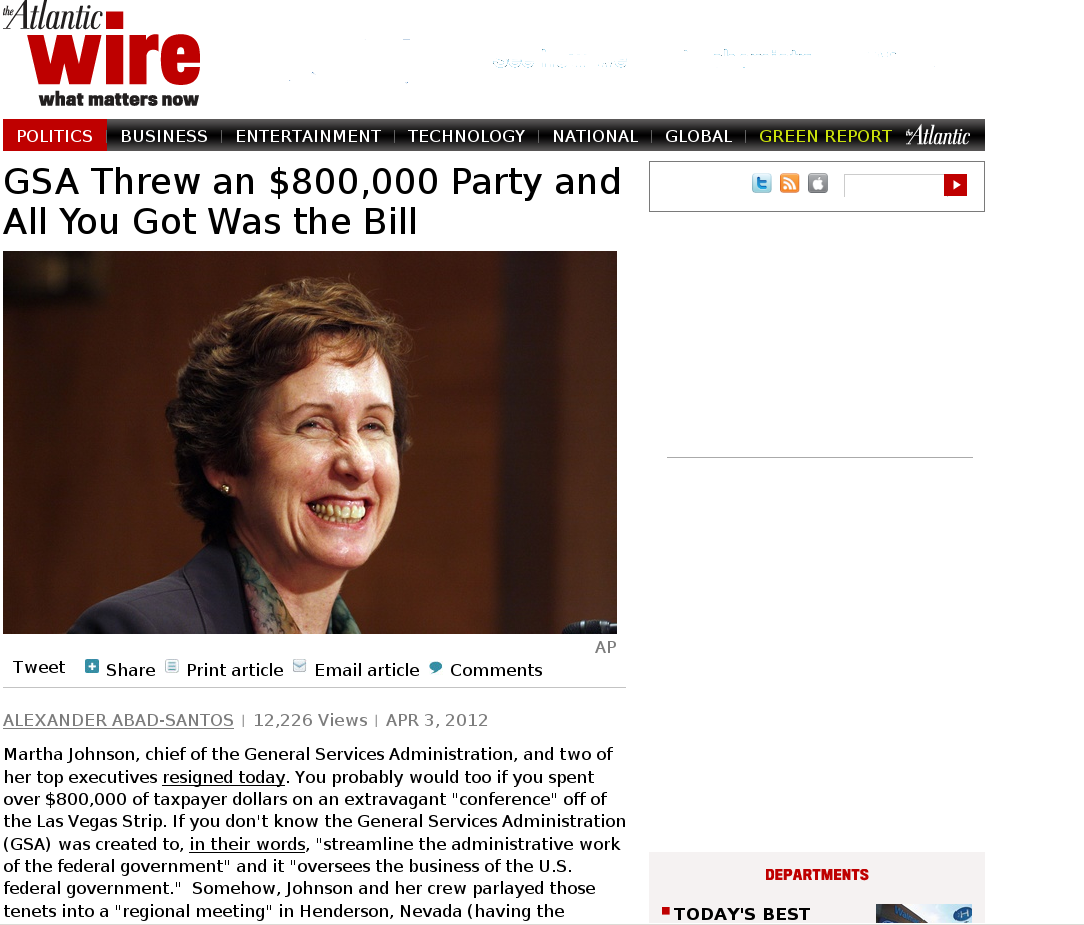 the Atlantic
wire
what matters now
POLITICS BUSINESS ENTERTAINMENT TECHNOLOGY NATIONAL GLOBAL GREEN REPORT the Atlantic
GSA Threw an $800,000 Party and
All You Got Was the Bill
AP
Tweet Share Print article Email article Comments
ALEXANDER ABAD-SANTOS | 12,226 Views | APR 3, 2012
Martha Johnson, chief of the General Services Administration, and two of
her top executives resigned today. You probably would too if you spent
over $800,000 of taxpayer dollars on an extravagant "conference" off of
the Las Vegas Strip. If you don't know the General Services Administration
(GSA) was created to, in their words, "streamline the administrative work
of the federal government" and it "oversees the business of the U.S.
federal government." Somehow, Johnson and her crew parlayed those
tenets into a "regional meeting" in Henderson, Nevada (having the
DEPARTMENTS
TODAY'S BEST